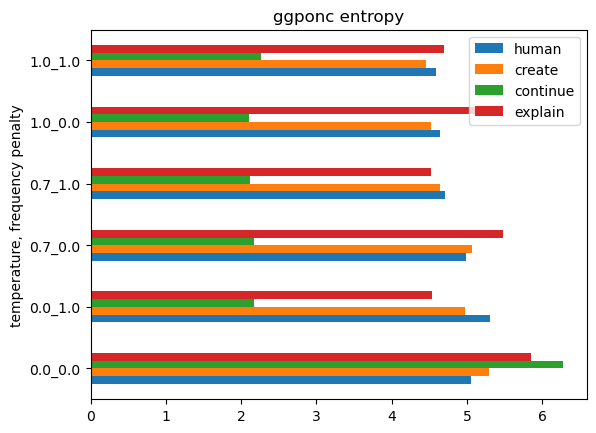 ggponc entropy
human
create
continue
explain
temperature, frequency penalty
1.0_1.0
1.0_0.0
0.7_1.0
0.7_0.0
0.0_1.0
0.0_0.0
0 1 2 3 4 5 6